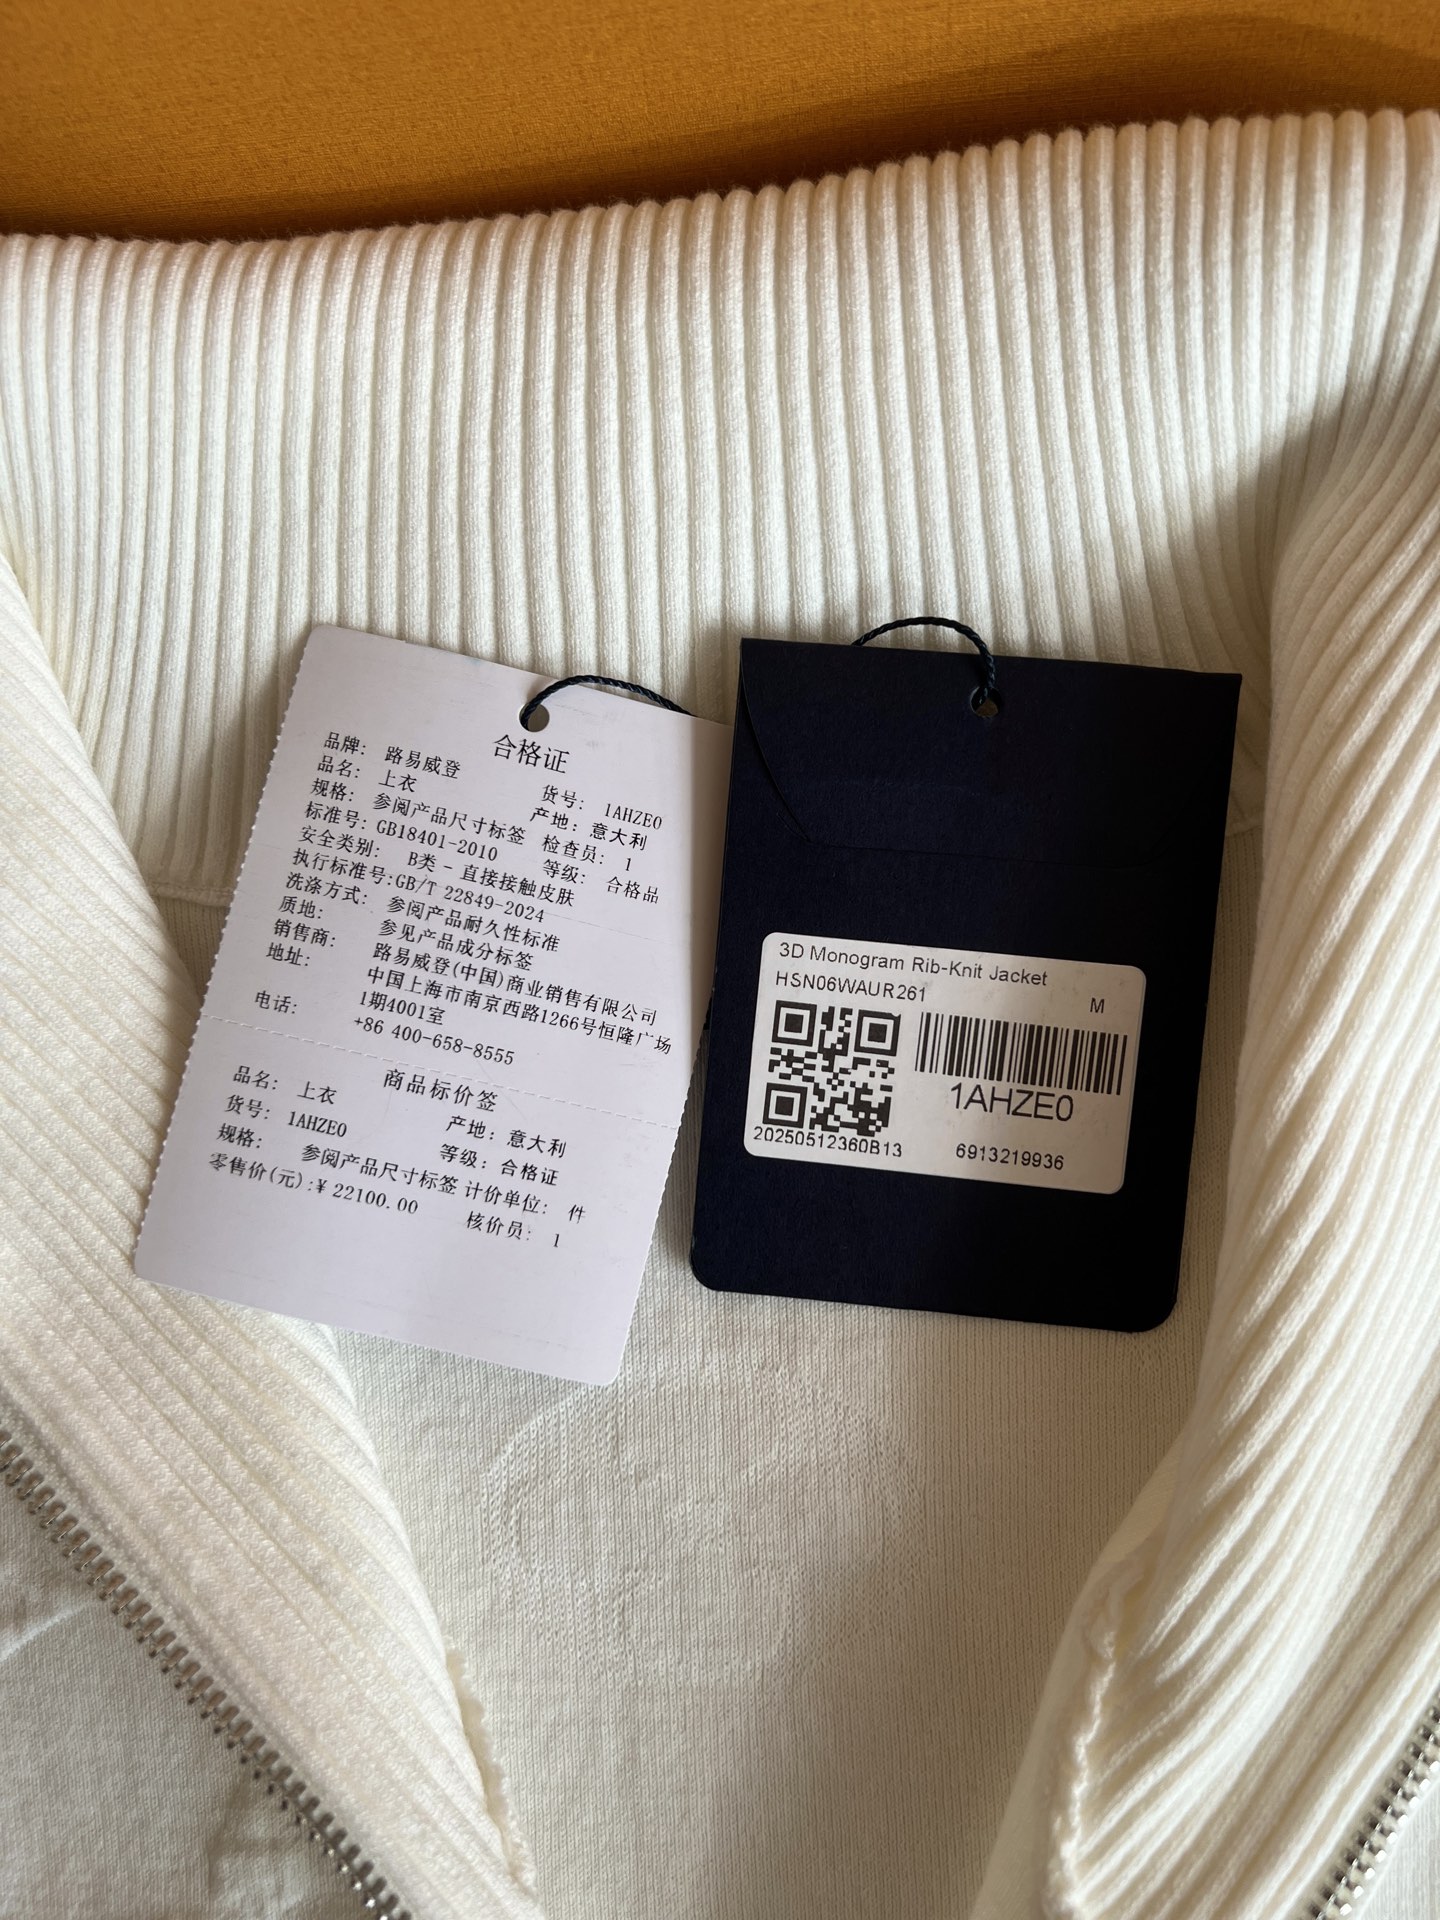 合格证
品牌: 路易威登
货号: 1AHZE0
品名: 上衣
产地: 意大利
规格: 参阅产品尺寸标签
检查员: 1
标准号: GB18401-2010
等级: 合格品
安全类别: B类 - 直接接触皮肤
执行标准号:GB/T 22849-2024
洗涤方式: 参阅产品耐久性标准
质地: 参见产品成分标签
销售商: 路易威登(中国)商业销售有限公司
地址: 中国上海市南京西路1266号恒隆广场
1期4001室
电话: +86 400-658-8555
商品标价签
品名: 上衣
产地: 意大利
货号: 1AHZE0
等级: 合格证
规格: 参阅产品尺寸标签 计价单位: 件
零售价(元):¥ 22100.00
核价员: 1
3D Monogram Rib-Knit Jacket
HSN06WAUR261
M
1AHZE0
20250512360B13
6913219936